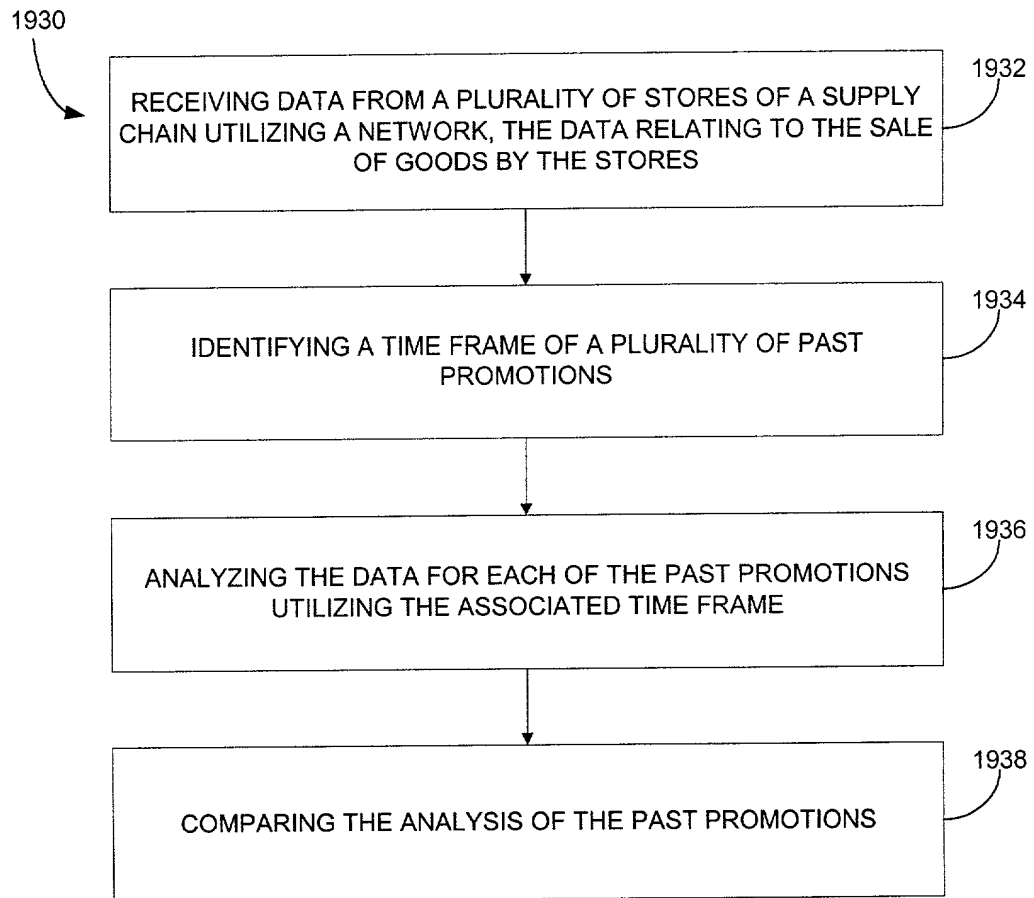 1930
1932
RECEIVING DATA FROM A PLURALITY OF STORES OF A SUPPLY
CHAIN UTILIZING A NETWORK, THE DATA RELATING TO THE SALE
OF GOODS BY THE STORES
1934
IDENTIFYING A TIME FRAME OF A PLURALITY OF PAST
PROMOTIONS
1936
ANALYZING THE DATA FOR EACH OF THE PAST PROMOTIONS
UTILIZING THE ASSOCIATED TIME FRAME
1938
COMPARING THE ANALYSIS OF THE PAST PROMOTIONS